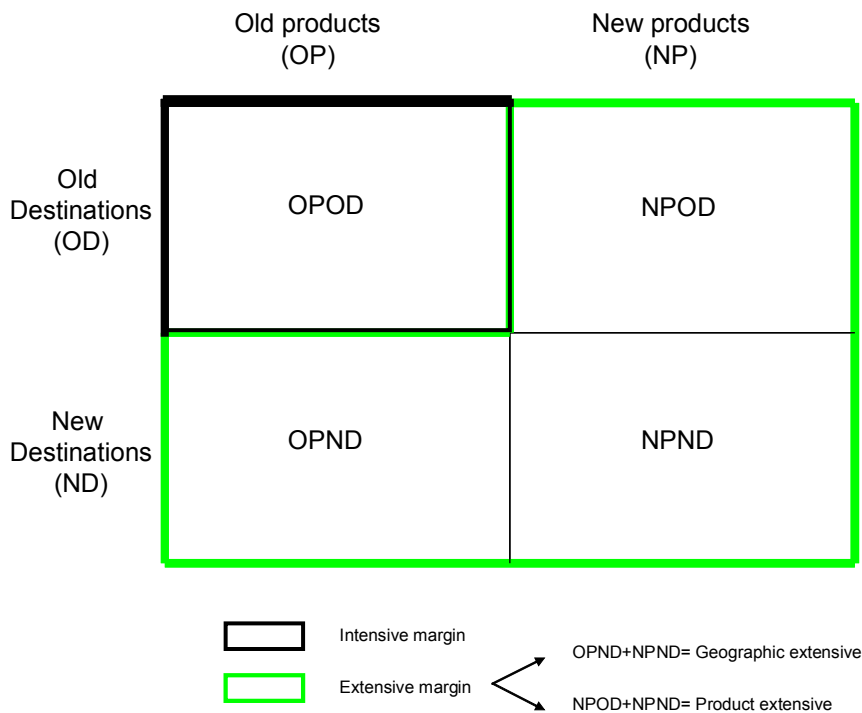 Old products
(OP)
New products
(NP)
Old
Destinations
(OD)
OPOD
NPOD
New
Destinations
(ND)
OPND
NPND
Intensive margin
Extensive margin
OPND+NPND= Geographic extensive
NPOD+NPND= Product extensive